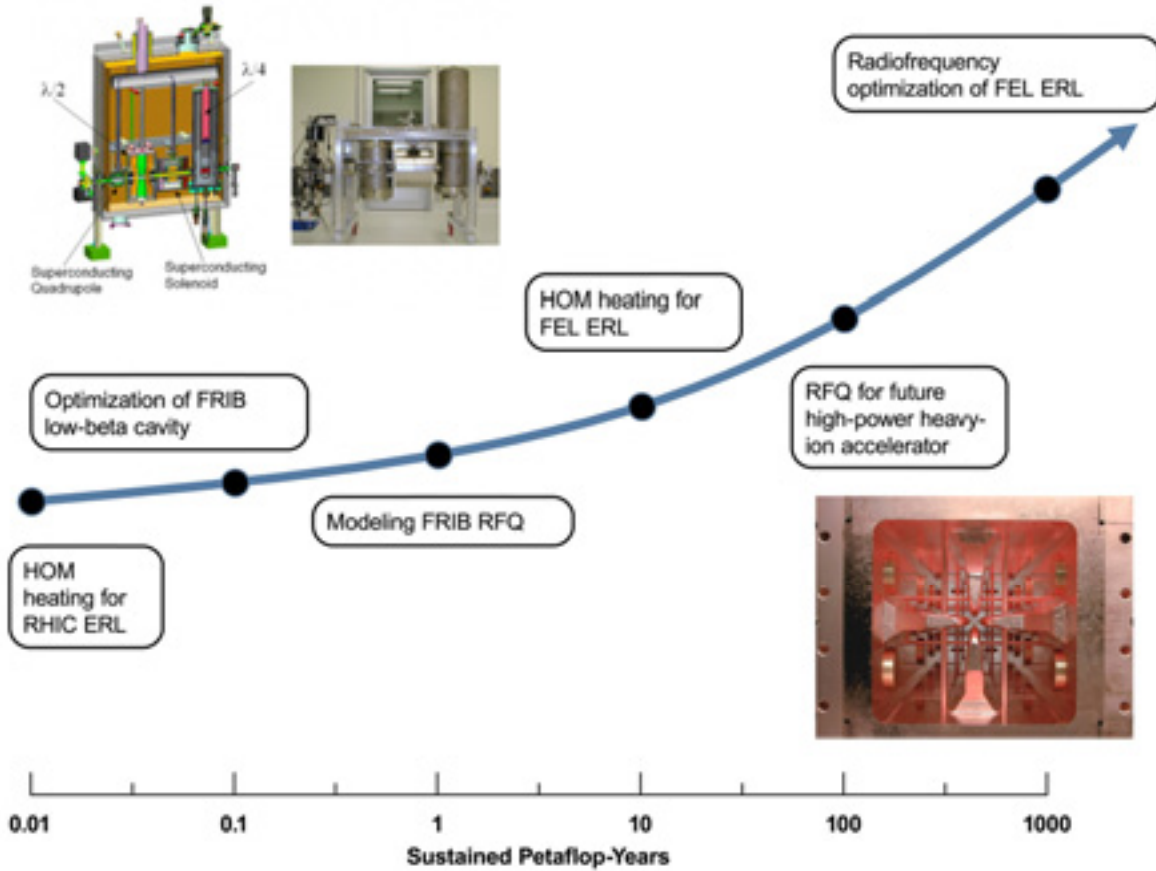 λ/2
λ/4
Superconducting
Quadrupole
Superconducting
Solenoid
Radiofrequency
optimization of FEL ERL
HOM heating for
FEL ERL
Optimization of FRIB
low-beta cavity
RFQ for future
high-power heavy-
ion accelerator
Modeling FRIB RFQ
HOM
heating for
RHIC ERL
0.01 0.1 1 10 100 1000
Sustained Petaflop-Years